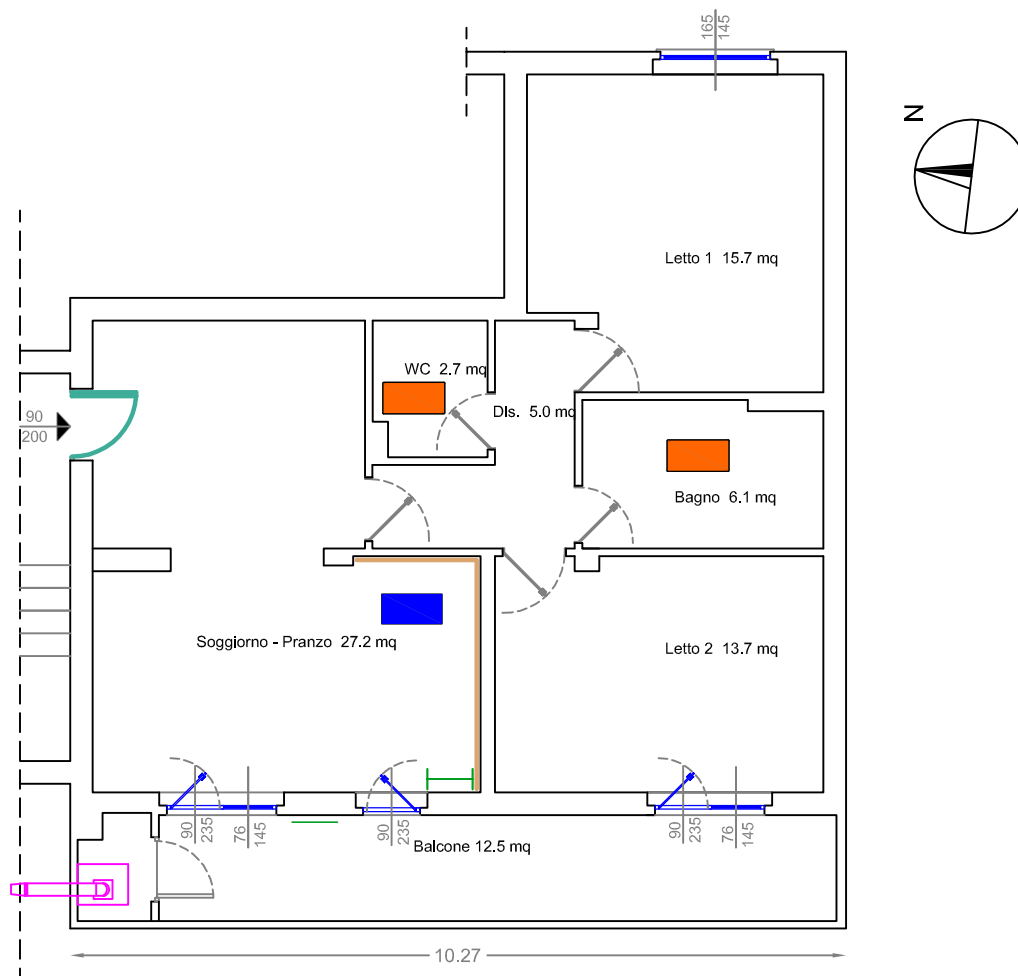 165
145
N
Letto 1 15.7 mq
WC 2.7 mq
DIs. 5.0 mq
90
200
Bagno 6.1 mq
Soggiorno - Pranzo 27.2 mq
Letto 2 13.7 mq
90
235
76
145
90
235
90
235
76
145
Balcone 12.5 mq
10.27